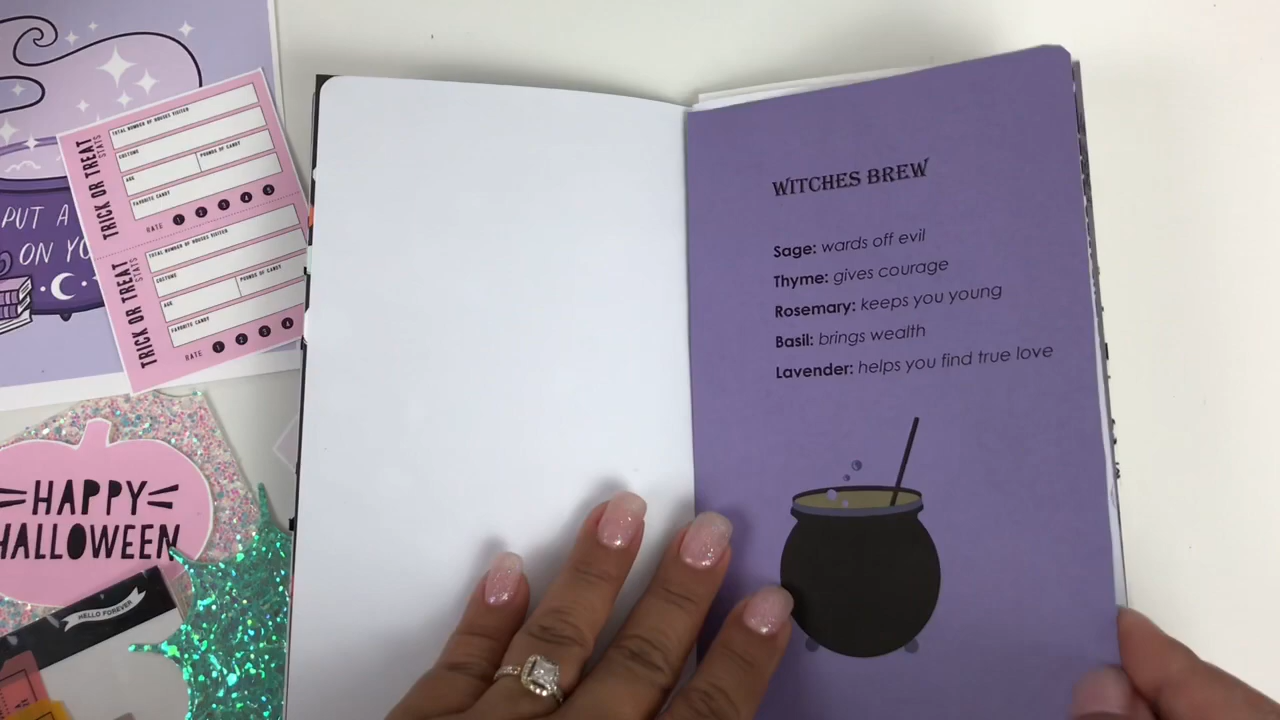 PUT A
ON YO
TRICK OR TREAT
STATS
TOTAL NUMBER OF HOUSES VISITED
COSTUME
AGE
POUNDS OF CANDY
FAVORITE CANDY
RATE 1 2 3 4 5
TRICK OR TREAT
STATS
TOTAL NUMBER OF HOUSES VISITED
COSTUME
AGE
POUNDS OF CANDY
FAVORITE CANDY
RATE 1 2 3 4
HAPPY
HALLOWEEN
HELLO FOREVER
WITCHES BREW
Sage: wards off evil
Thyme: gives courage
Rosemary: keeps you young
Basil: brings wealth
Lavender: helps you find true love